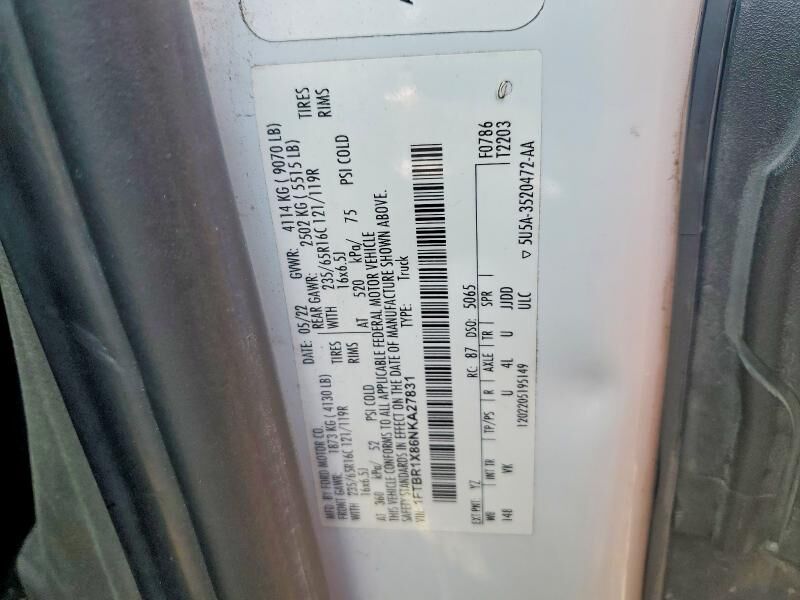 MFD. BY FORD MOTOR CO.
DATE: 05/22 GVWR: 4114 KG ( 9070 LB)
FRONT GAWR: 1873 KG ( 4130 LB) REAR GAWR: 2502 KG ( 5515 LB)
WITH 235/65R16C 121/119R TIRES WITH 235/65R16C 121/119R TIRES
16x6.5J RIMS 16x6.5J RIMS
AT 360 kPa/ 52 PSI COLD AT 520 kPa/ 75 PSI COLD
THIS VEHICLE CONFORMS TO ALL APPLICABLE FEDERAL MOTOR VEHICLE
SAFETY STANDARDS IN EFFECT ON THE DATE OF MANUFACTURE SHOWN ABOVE.
VIN: 1FTBR1X86NKA27831 TYPE: Truck
EXT PNT: YZ RC: 87 DSO: 5065 F0786
WB INT TR TP/PS R AXLE TR SPR T2203
148 VK U 4L U JJDD
1202205195149 ULC
5U5A-3520472-AA